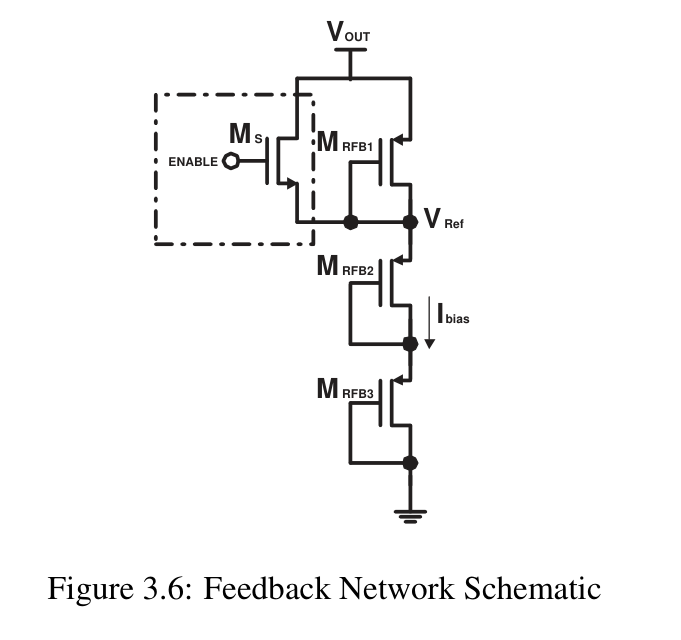 VOUT
MS
MRFB1
ENABLE
VRef
MRFB2
Ibias
MRFB3
Figure 3.6: Feedback Network Schematic